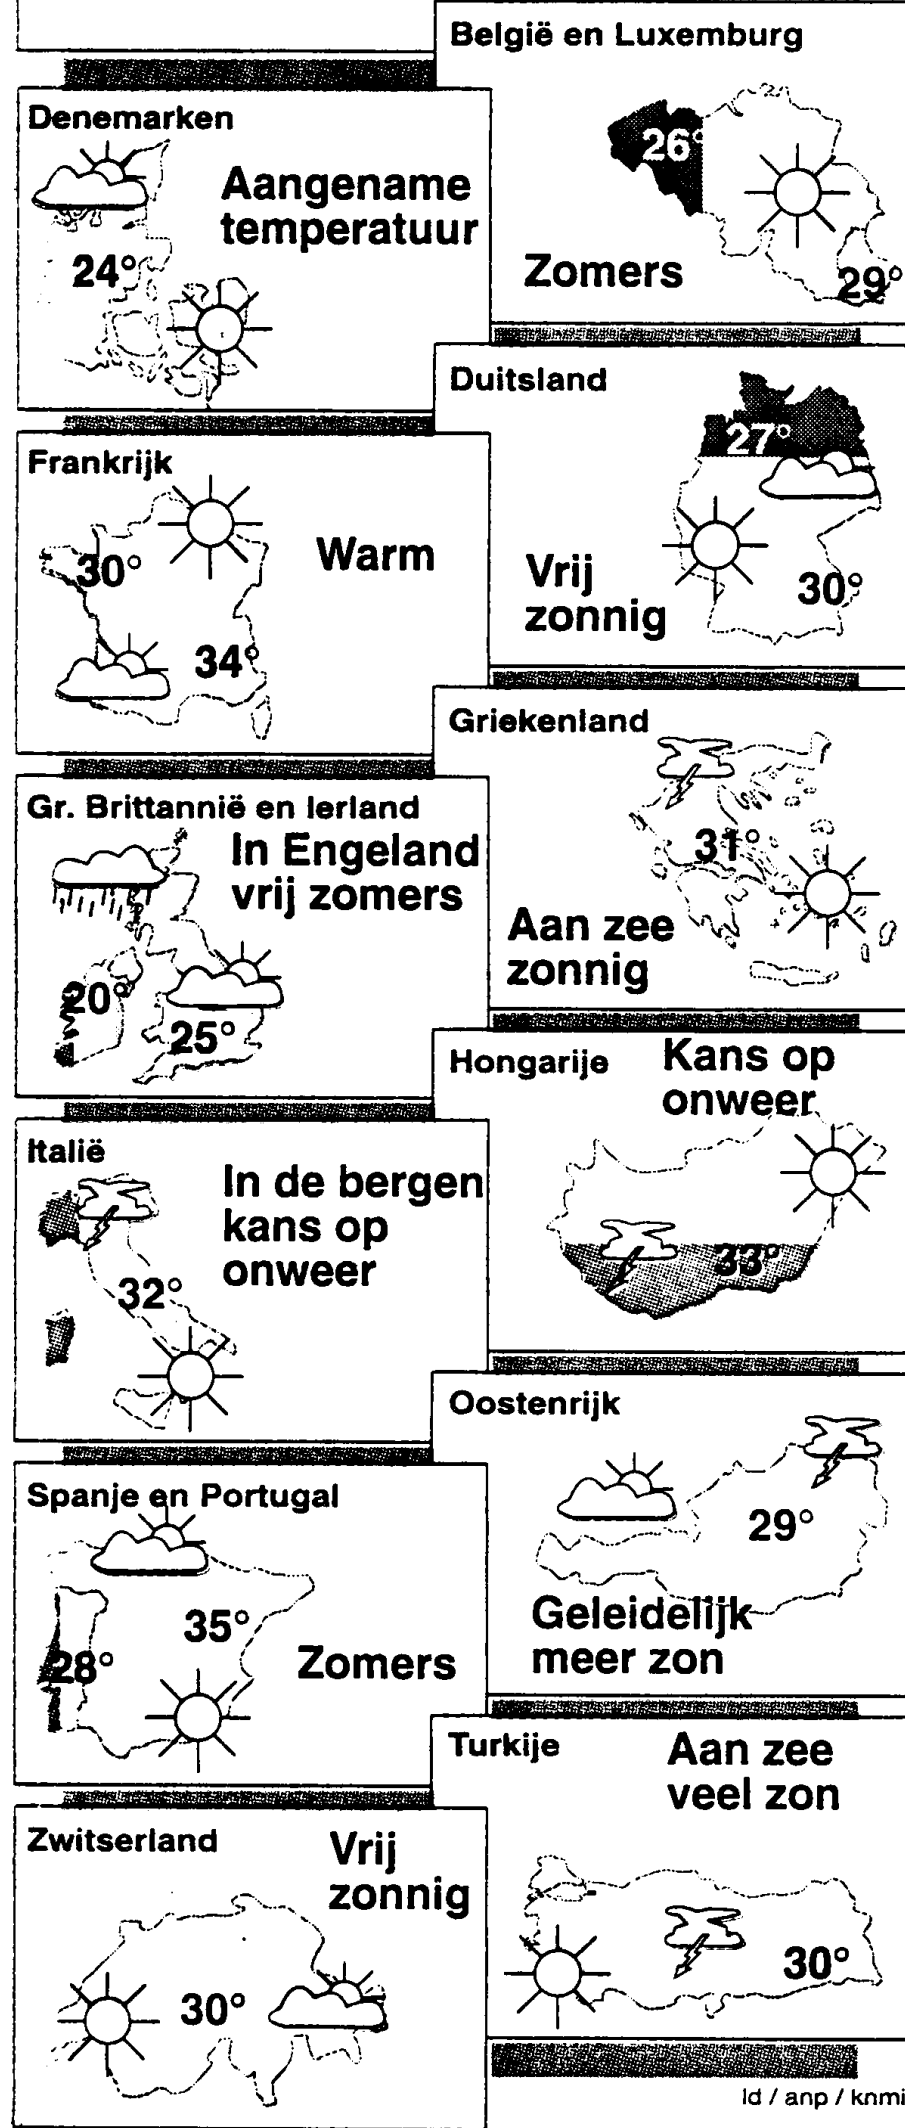 België en Luxemburg
26°
Zomers
29°
Denemarken
Aangename
temperatuur
24°
Duitsland
27°
Vrij
zonnig
30°
Frankrijk
30°
Warm
34°
Griekenland
31°
Aan zee
zonnig
Gr. Brittannië en Ierland
In Engeland
vrij zomers
20°
25°
Hongarije
Kans op
onweer
33°
Italië
In de bergen
kans op
onweer
32°
Oostenrijk
29°
Geleidelijk
meer zon
Spanje en Portugal
35°
28°
Zomers
Turkije
Aan zee
veel zon
30°
Zwitserland
Vrij
zonnig
30°
ld / anp / knmi